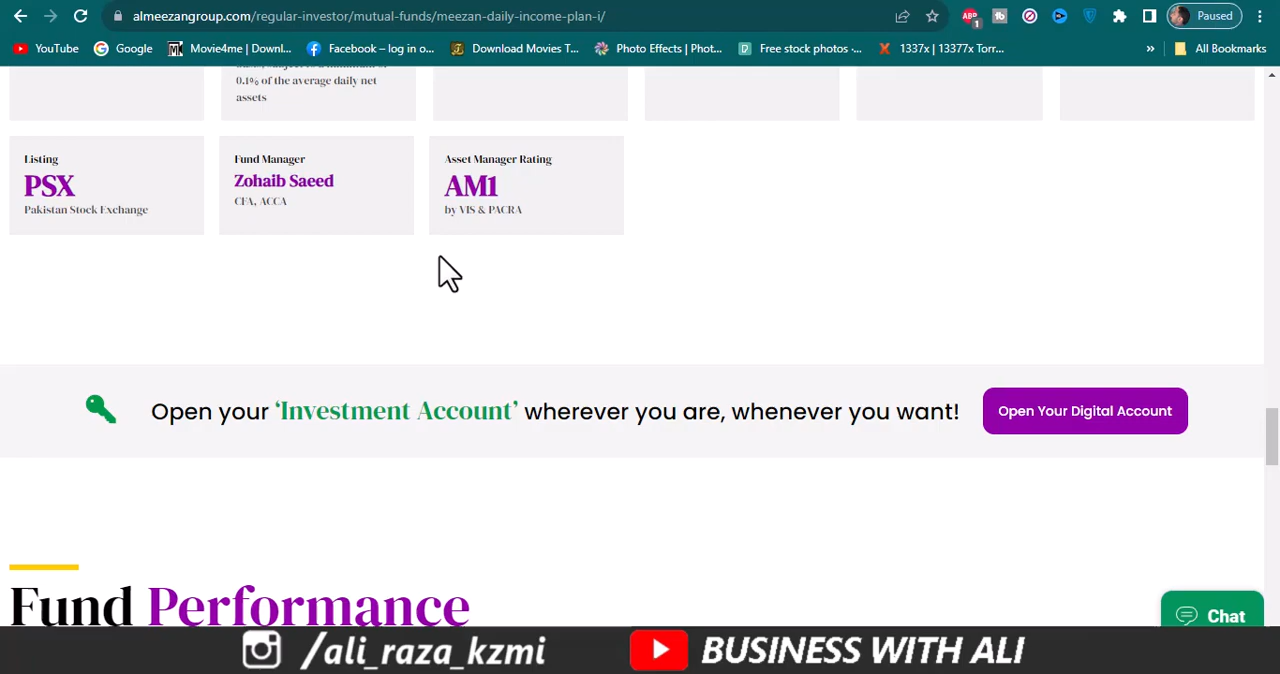 almeezangroup.com/regular-investor/mutual-funds/meezan-daily-income-plan-i/
ABP
1
tb
Paused
YouTube
Google
Movie4me | Downl...
Facebook – log in o...
Download Movies T...
Photo Effects | Phot...
Free stock photos ·...
1337x | 13377x Torr...
»
All Bookmarks
0.1% of the average daily net
assets
Listing
PSX
Pakistan Stock Exchange
Fund Manager
Zohaib Saeed
CFA, ACCA
Asset Manager Rating
AM1
by VIS & PACRA
Open your ‘Investment Account’ wherever you are, whenever you want!
Open Your Digital Account
Fund Performance
Chat
/ali_raza_kzmi
BUSINESS WITH ALI